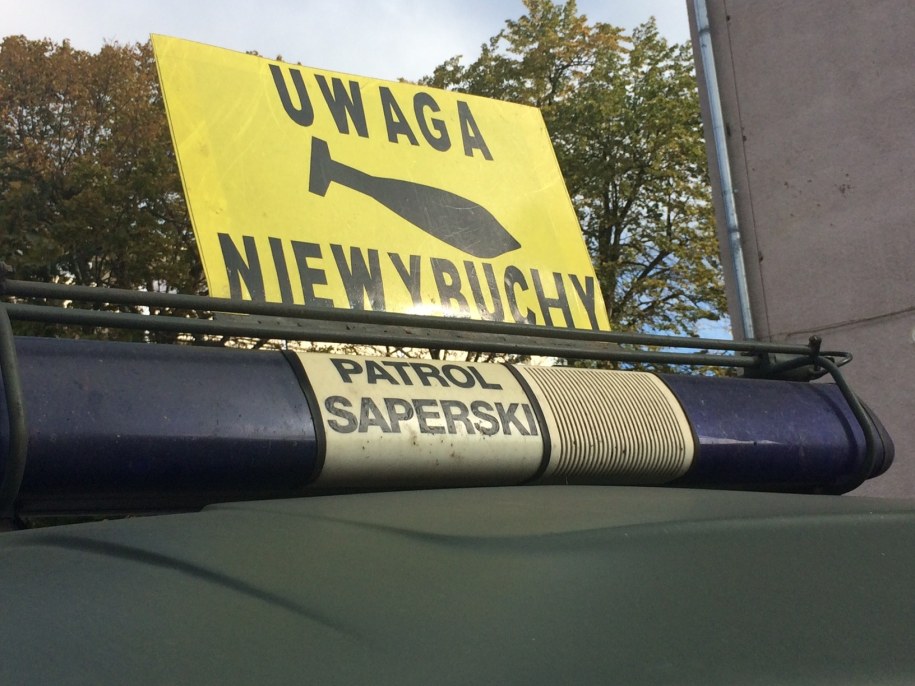 UWAGA
NIEWYBUCHY
PATROL
SAPERSKI